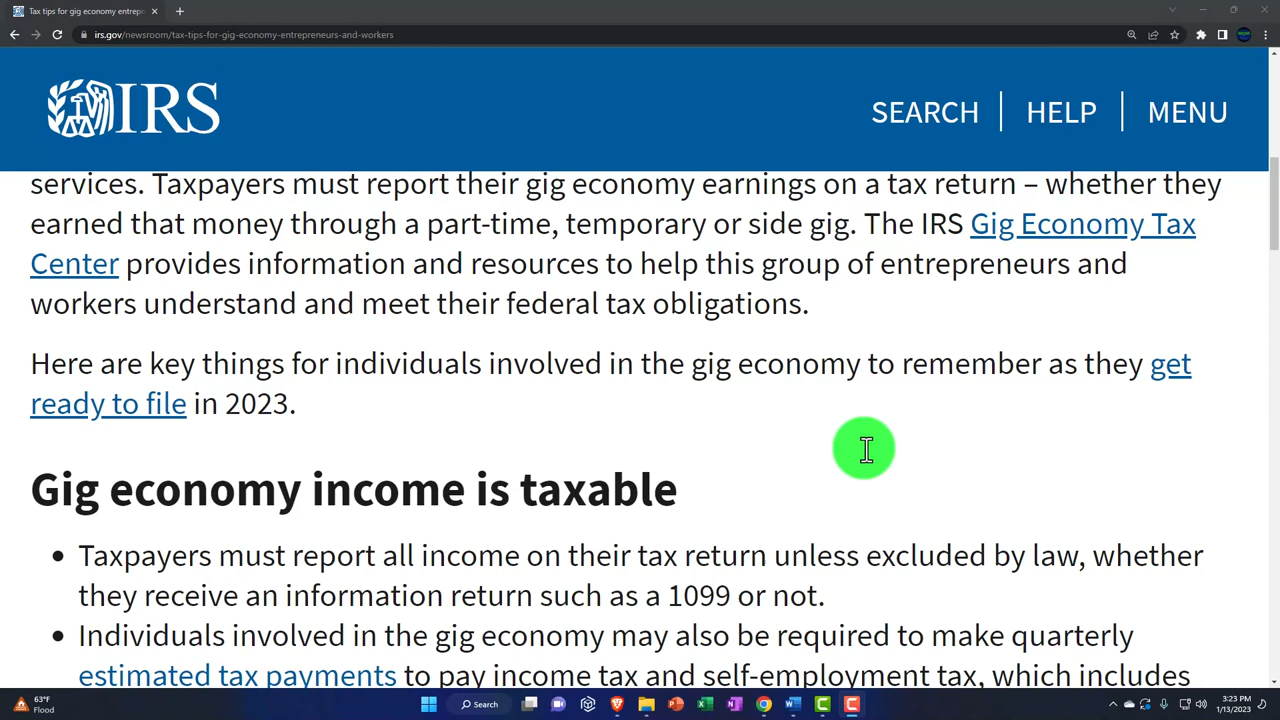 Tax tips for gig economy entrep
irs.gov/newsroom/tax-tips-for-gig-economy-entrepreneurs-and-workers
IRS
SEARCH
HELP
MENU
services. Taxpayers must report their gig economy earnings on a tax return – whether they
earned that money through a part-time, temporary or side gig. The IRS Gig Economy Tax
Center provides information and resources to help this group of entrepreneurs and
workers understand and meet their federal tax obligations.
Here are key things for individuals involved in the gig economy to remember as they get
ready to file in 2023.
Gig economy income is taxable
• Taxpayers must report all income on their tax return unless excluded by law, whether
they receive an information return such as a 1099 or not.
• Individuals involved in the gig economy may also be required to make quarterly
estimated tax payments to pay income tax and self-employment tax, which includes
63°F
Flood
Search
3:23 PM
1/13/2023